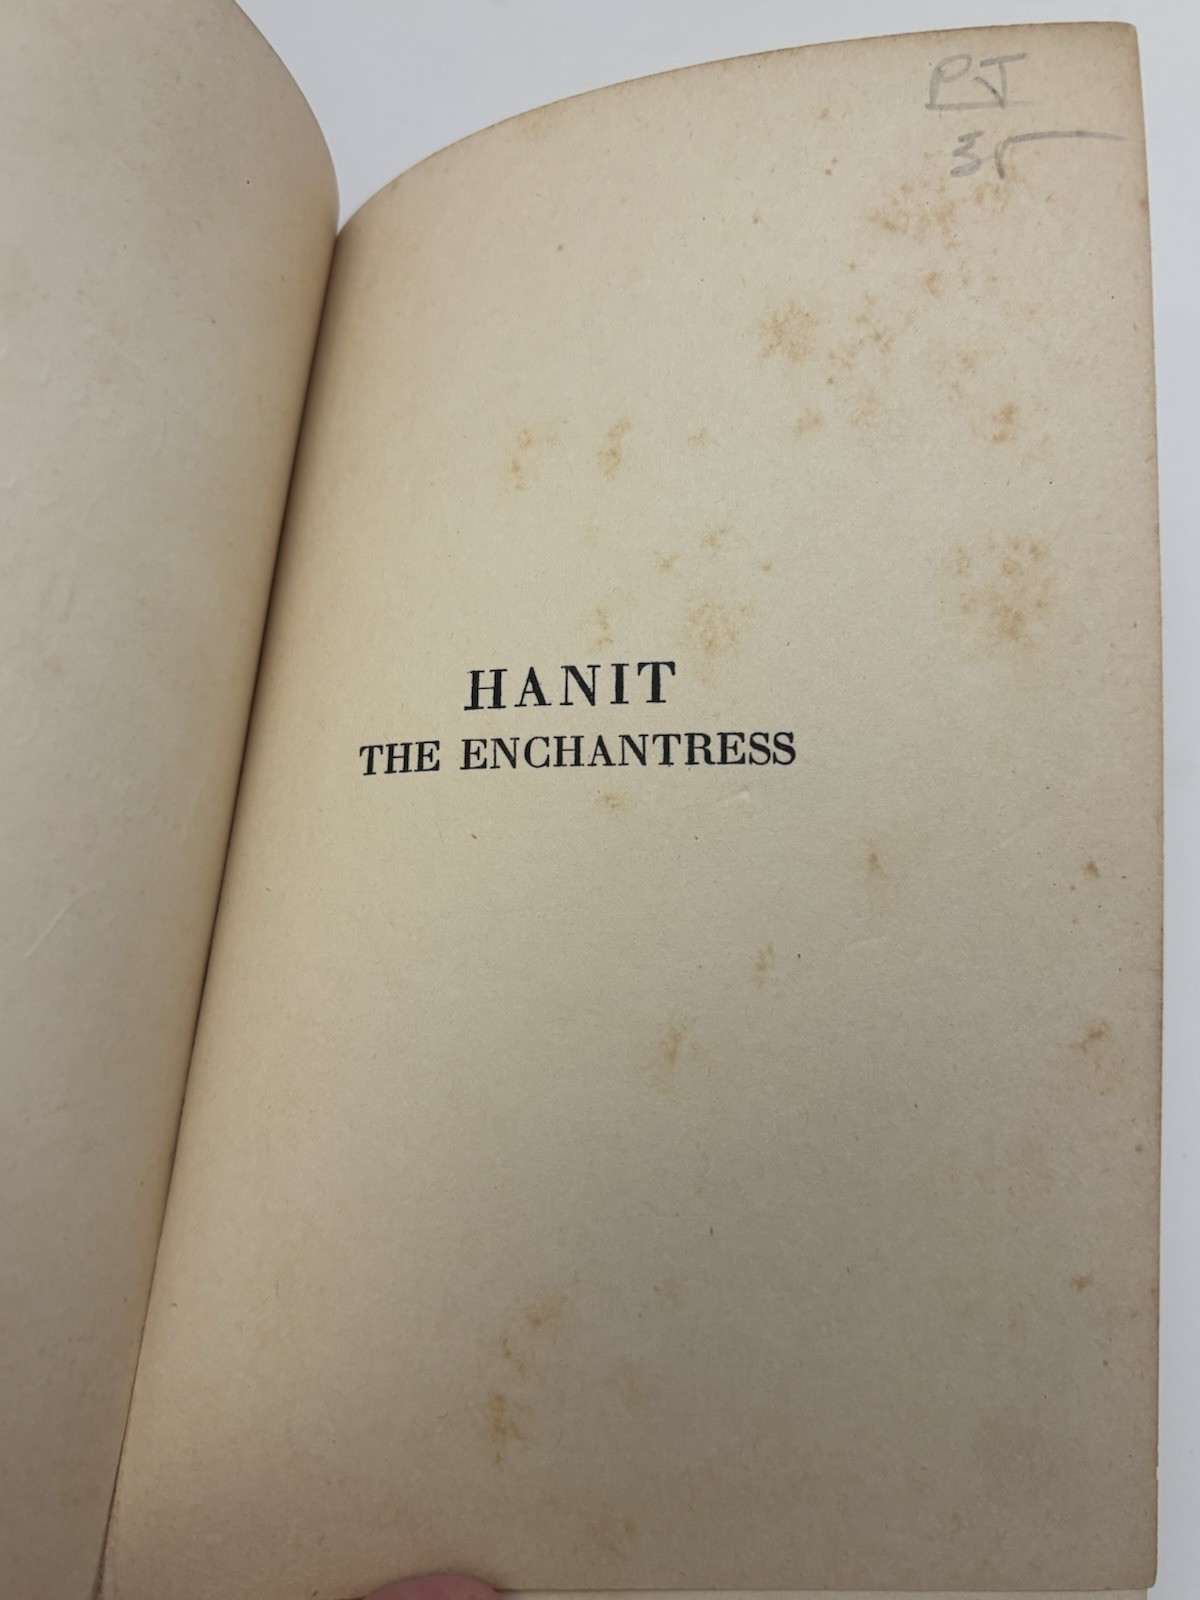 PJ
35
HANIT
THE ENCHANTRESS